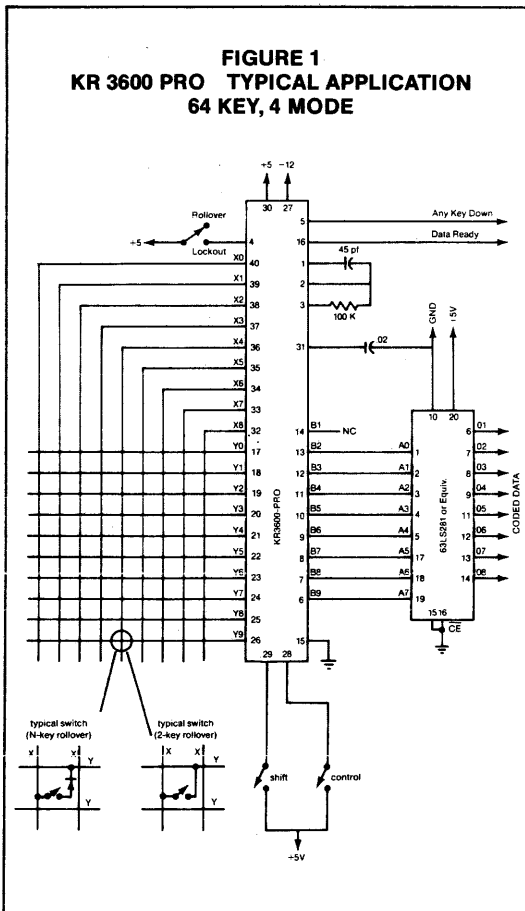 FIGURE 1
KR 3600 PRO TYPICAL APPLICATION
64 KEY, 4 MODE
+5 -12
30 27
Rollover
+5
Lockout
4
5 Any Key Down
16 Data Ready
45 pf
1
2
3
100 K
31
.02
GND
+5V
X0 40
X1 39
X2 38
X3 37
X4 36
X5 35
X6 34
X7 33
X8 32
Y0 17
Y1 18
Y2 19
Y3 20
Y4 21
Y5 22
Y6 23
Y7 24
Y8 25
Y9 26
KR3600-PRO
14 B1 NC
13 B2 A0 1
12 B3 A1 2
11 B4 A2 3
10 B5 A3 4
9 B6 A4 5
8 B7 A5 17
7 B8 A6 18
6 B9 A7 19
15
29 28
10 20
63LS281 or Equiv.
6 01
7 02
8 03
9 04
11 05
12 06
13 07
14 08
CODED DATA
15 16
CE
typical switch
(N-key rollover)
X X
Y
Y
typical switch
(2-key rollover)
X X
Y
Y
shift
control
+5V